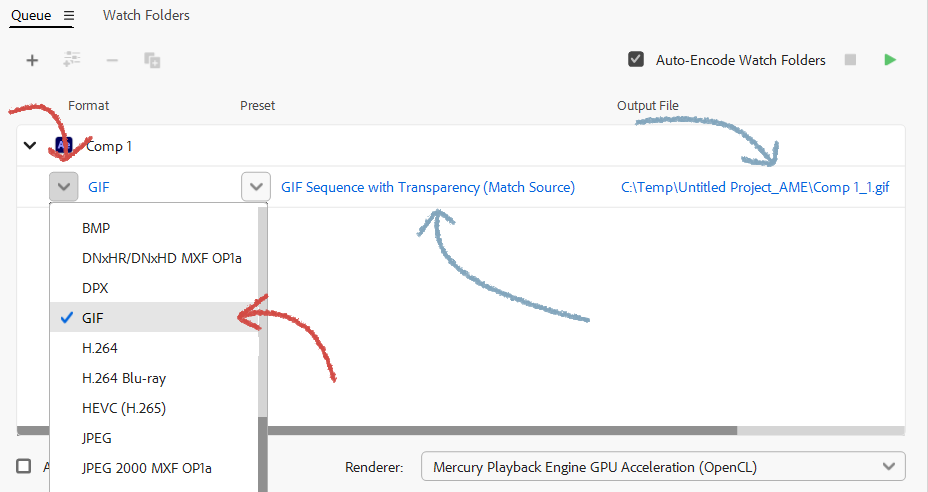 Queue
Watch Folders
Auto-Encode Watch Folders
Format Preset Output File
Comp 1
GIF GIF Sequence with Transparency (Match Source) C:\Temp\Untitled Project_AME\Comp 1_1.gif
BMP
DNxHR/DNxHD MXF OP1a
DPX
GIF
H.264
H.264 Blu-ray
HEVC (H.265)
JPEG
JPEG 2000 MXF OP1a
Renderer: Mercury Playback Engine GPU Acceleration (OpenCL)